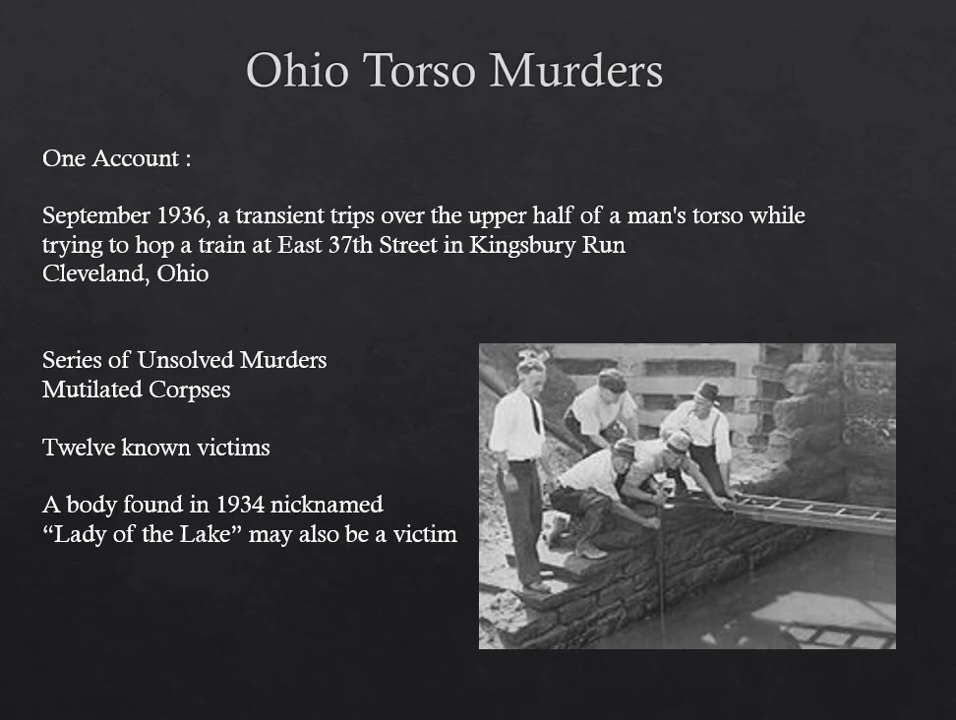 Ohio Torso Murders
One Account :
September 1936, a transient trips over the upper half of a man's torso while
trying to hop a train at East 37th Street in Kingsbury Run
Cleveland, Ohio
Series of Unsolved Murders
Mutilated Corpses
Twelve known victims
A body found in 1934 nicknamed
“Lady of the Lake” may also be a victim